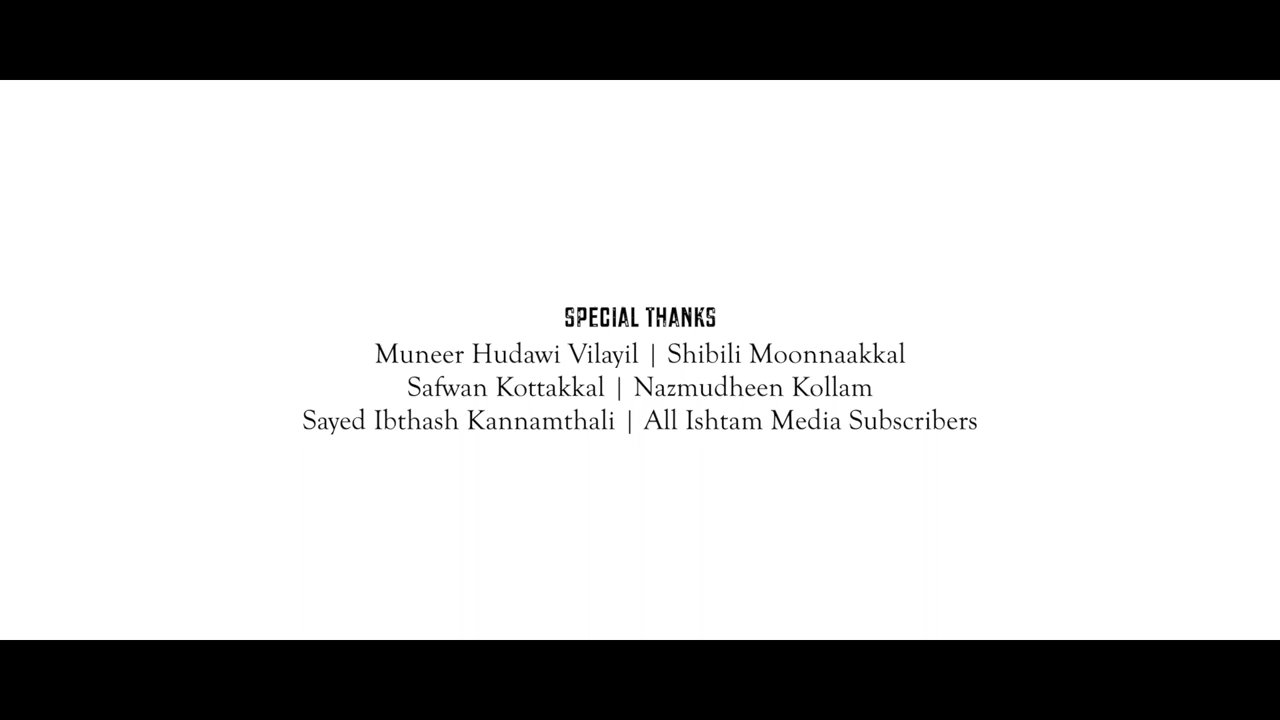 SPECIAL THANKS
Muneer Hudawi Vilayil | Shibili Moonnaakkal
Safwan Kottakkal | Nazmudheen Kollam
Sayed Ibthash Kannamthali | All Ishtam Media Subscribers